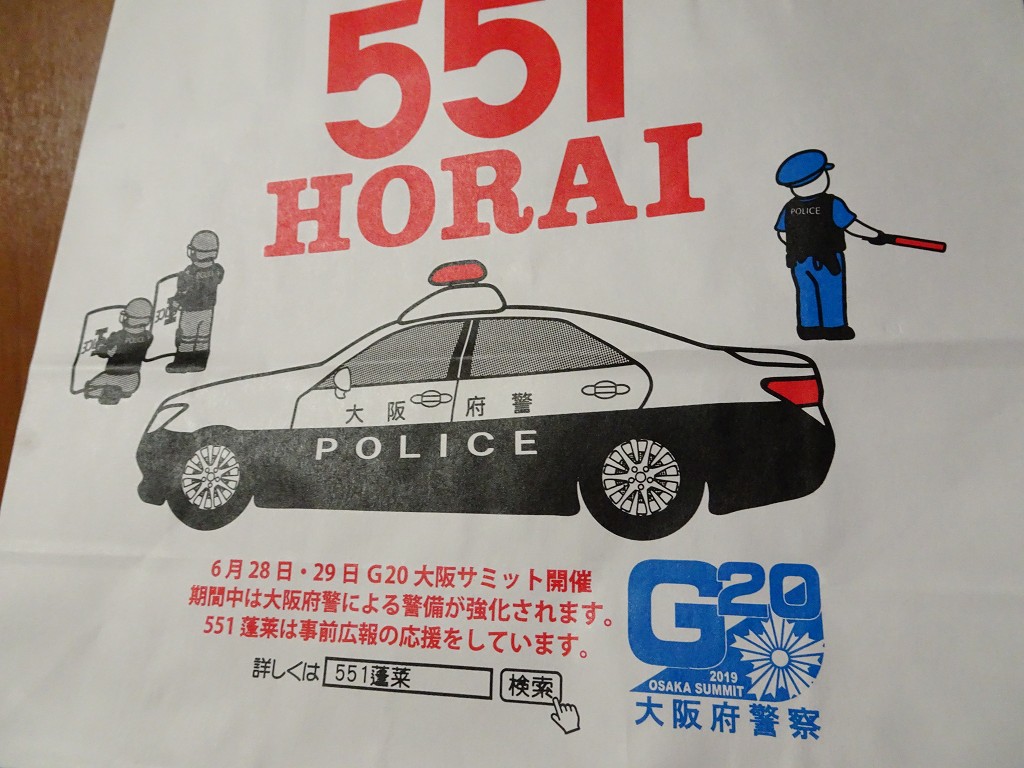 551
HORAI
POLICE
POLICE
大阪府警
POLICE
6月28日・29日G20大阪サミット開催
期間中は大阪府警による警備が強化されます。
551蓬莱は事前広報の応援をしています。
詳しくは 551蓬莱 検索
G20
2019
OSAKA SUMMIT
大阪府警察